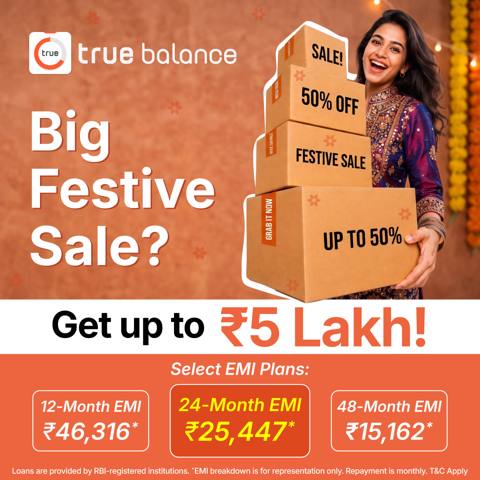 true
true balance
Big
Festive
Sale?
SALE!
50% OFF
FESTIVE SALE
GRAB IT NOW
UP TO 50%
Get up to ₹5 Lakh!
Select EMI Plans:
12-Month EMI
₹46,316*
24-Month EMI
₹25,447*
48-Month EMI
₹15,162*
Loans are provided by RBI-registered institutions. *EMI breakdown is for representation only. Repayment is monthly. T&C Apply